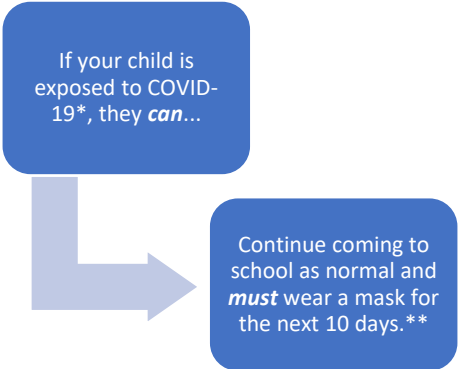 If your child is
exposed to COVID-
19*, they can...
Continue coming to
school as normal and
must wear a mask for
the next 10 days.**